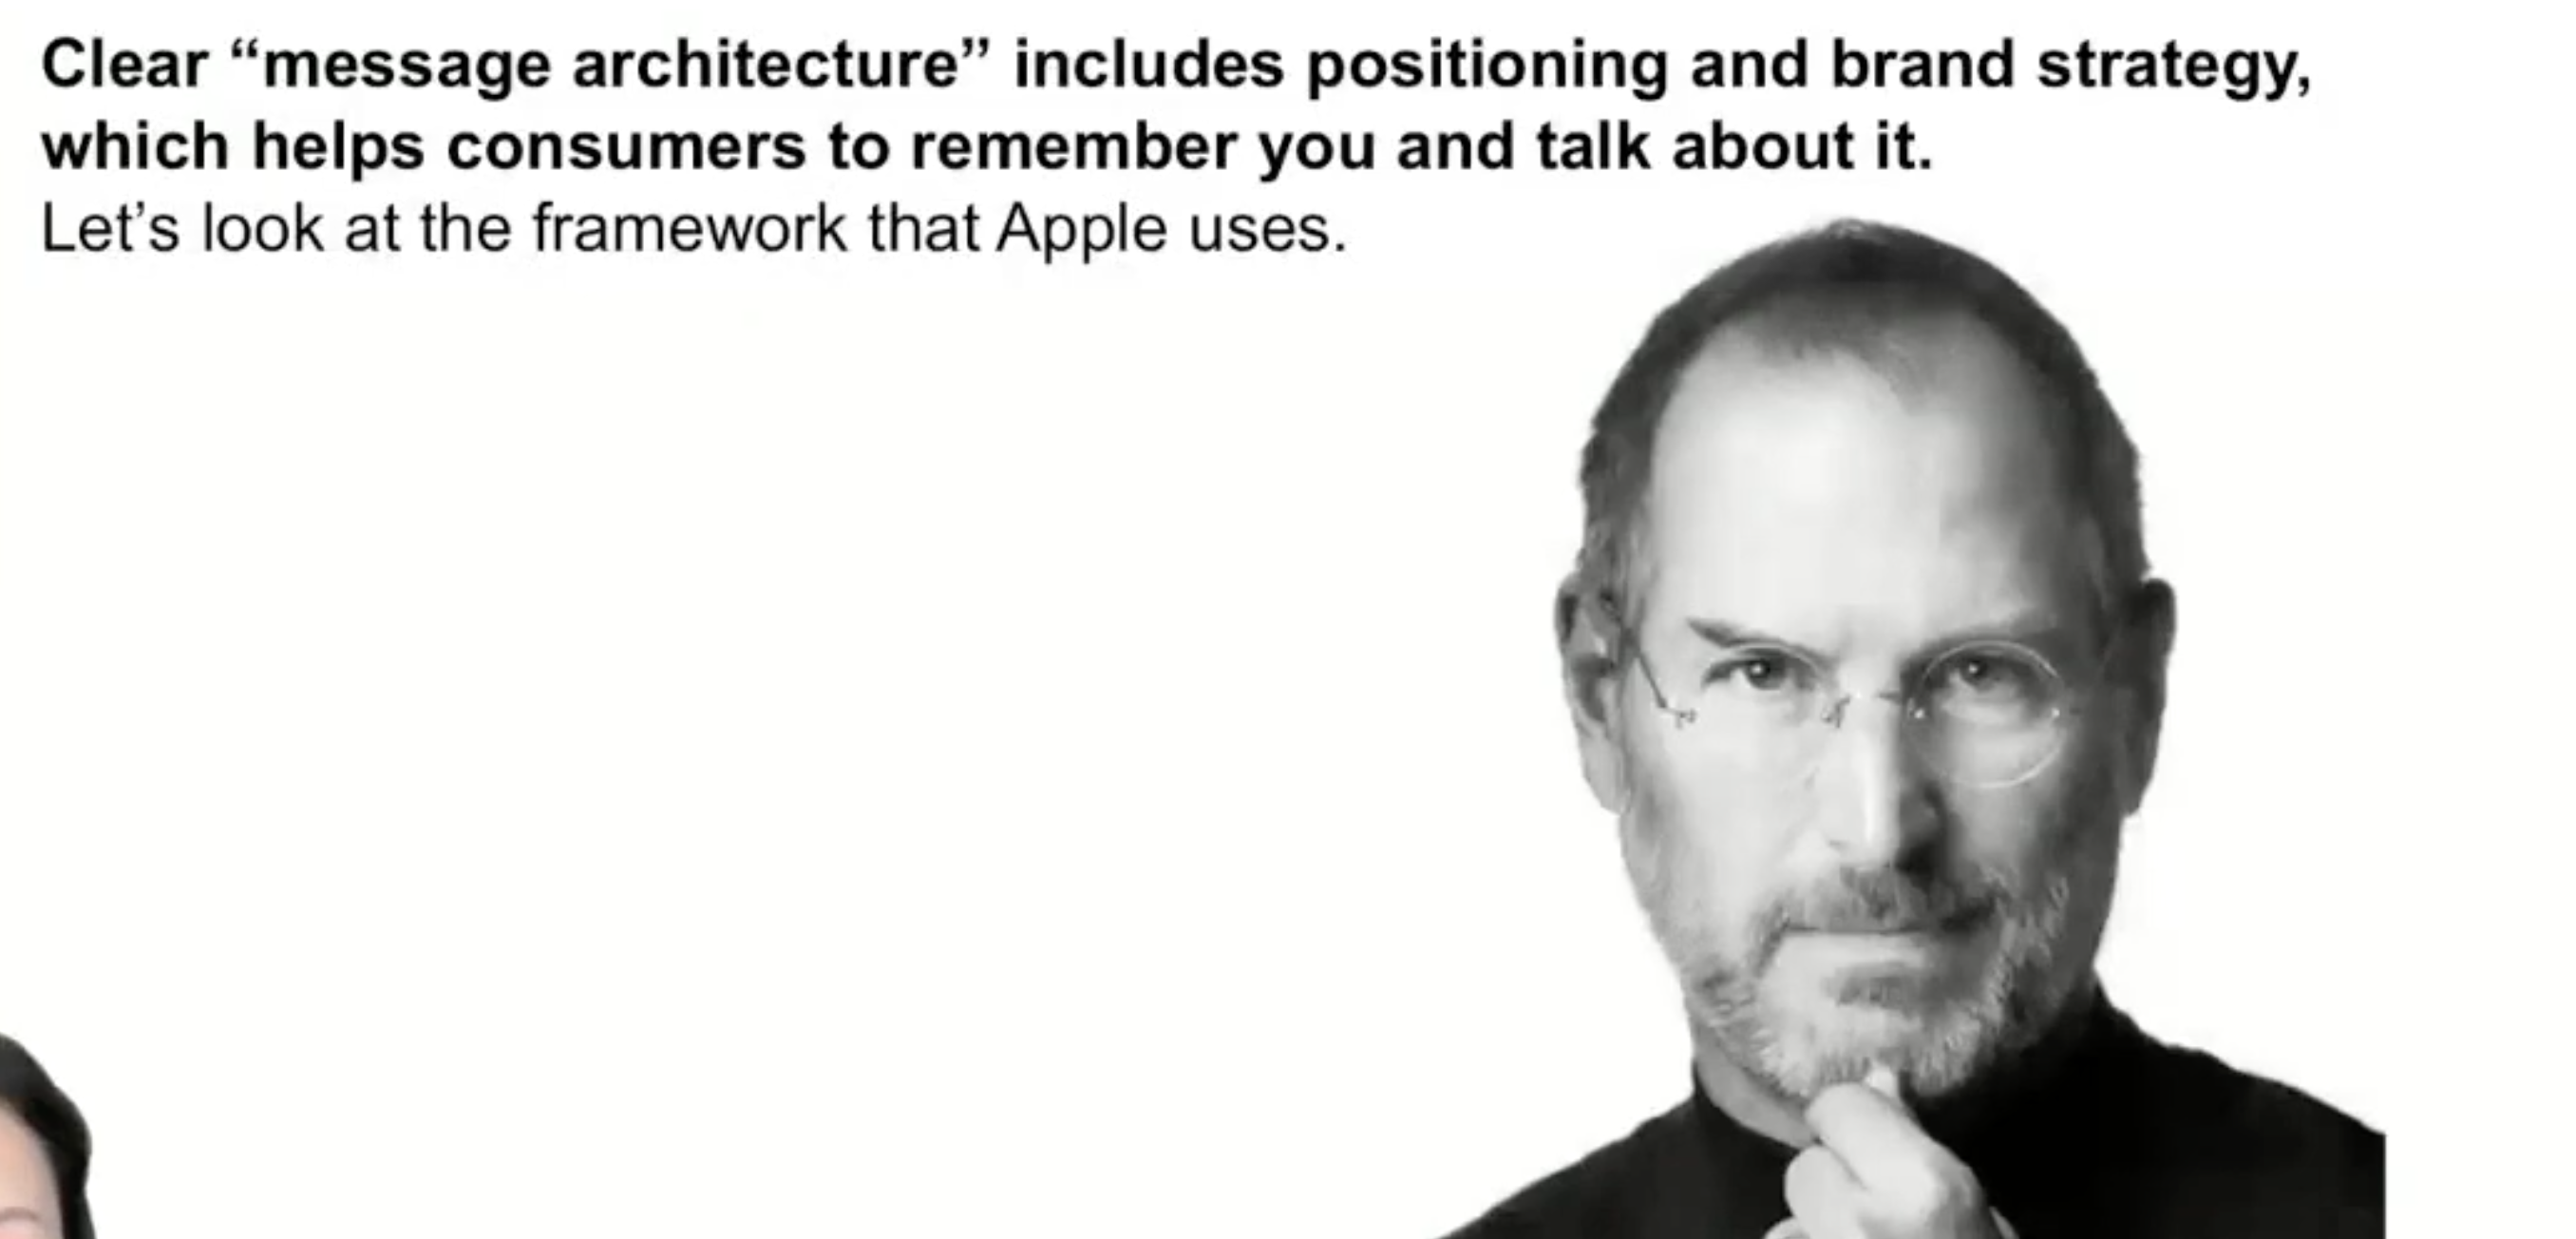 Clear “message architecture” includes positioning and brand strategy,
which helps consumers to remember you and talk about it.
Let’s look at the framework that Apple uses.